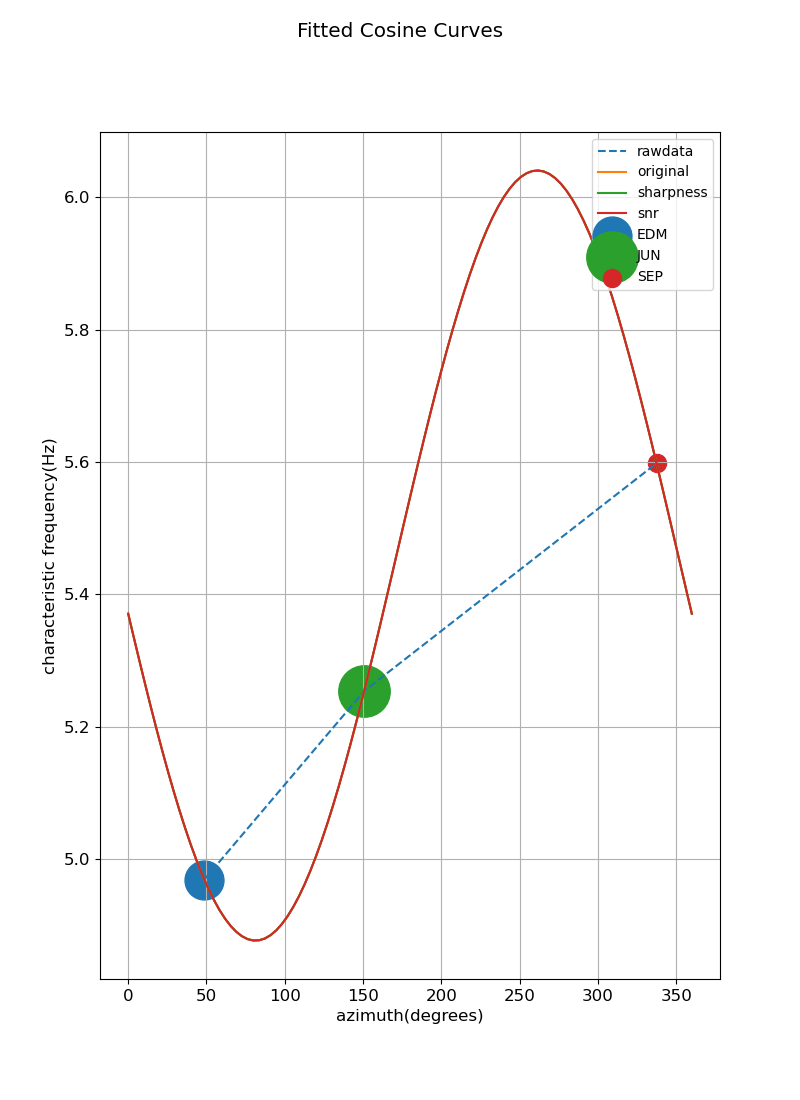 Fitted Cosine Curves
rawdata
original
sharpness
snr
EDM
JUN
SEP
6.0
5.8
5.6
5.4
5.2
5.0
characteristic frequency(Hz)
0 50 100 150 200 250 300 350
azimuth(degrees)